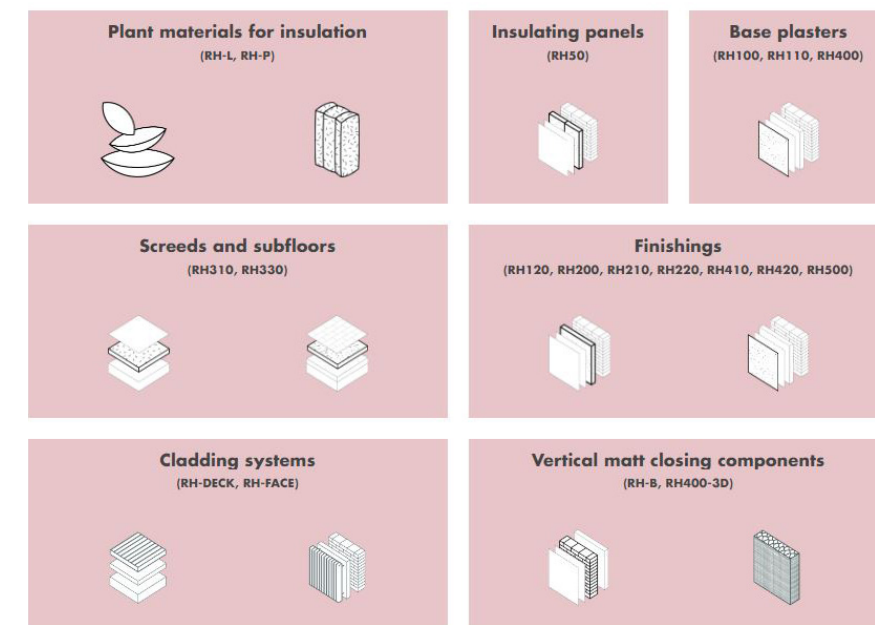 Plant materials for insulation
(RH-L, RH-P)
Insulating panels
(RH50)
Base plasters
(RH100, RH110, RH400)
Screeds and subfloors
(RH310, RH330)
Finishings
(RH120, RH200, RH210, RH220, RH410, RH420, RH500)
Cladding systems
(RH-DECK, RH-FACE)
Vertical matt closing components
(RH-B, RH400-3D)